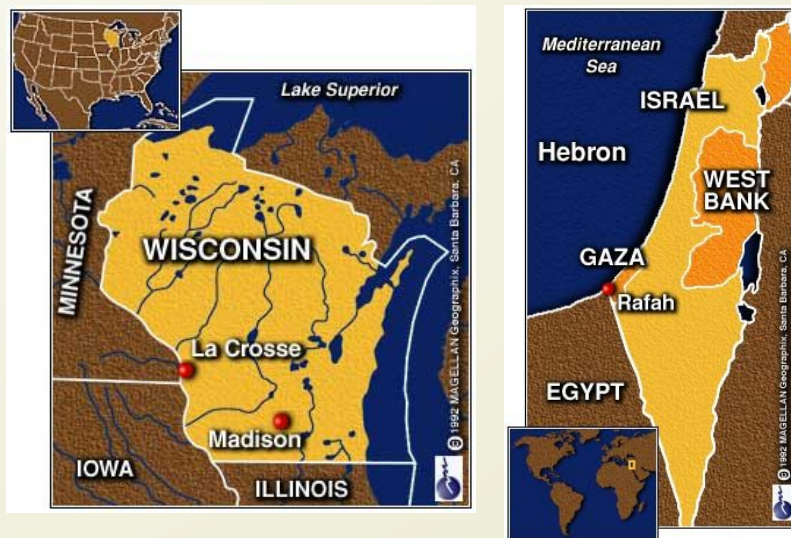 Lake Superior
MINNESOTA
WISCONSIN
La Crosse
Madison
IOWA
ILLINOIS
© 1992 MAGELLAN Geographix, Santa Barbara, CA
Mediterranean
Sea
ISRAEL
Hebron
WEST
BANK
GAZA
Rafah
EGYPT
© 1992 MAGELLAN Geographix, Santa Barbara, CA